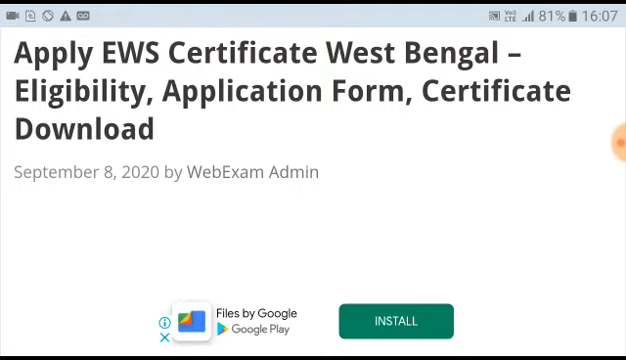 81% 16:07
Apply EWS Certificate West Bengal –
Eligibility, Application Form, Certificate
Download
September 8, 2020 by WebExam Admin
Files by Google
Google Play
INSTALL